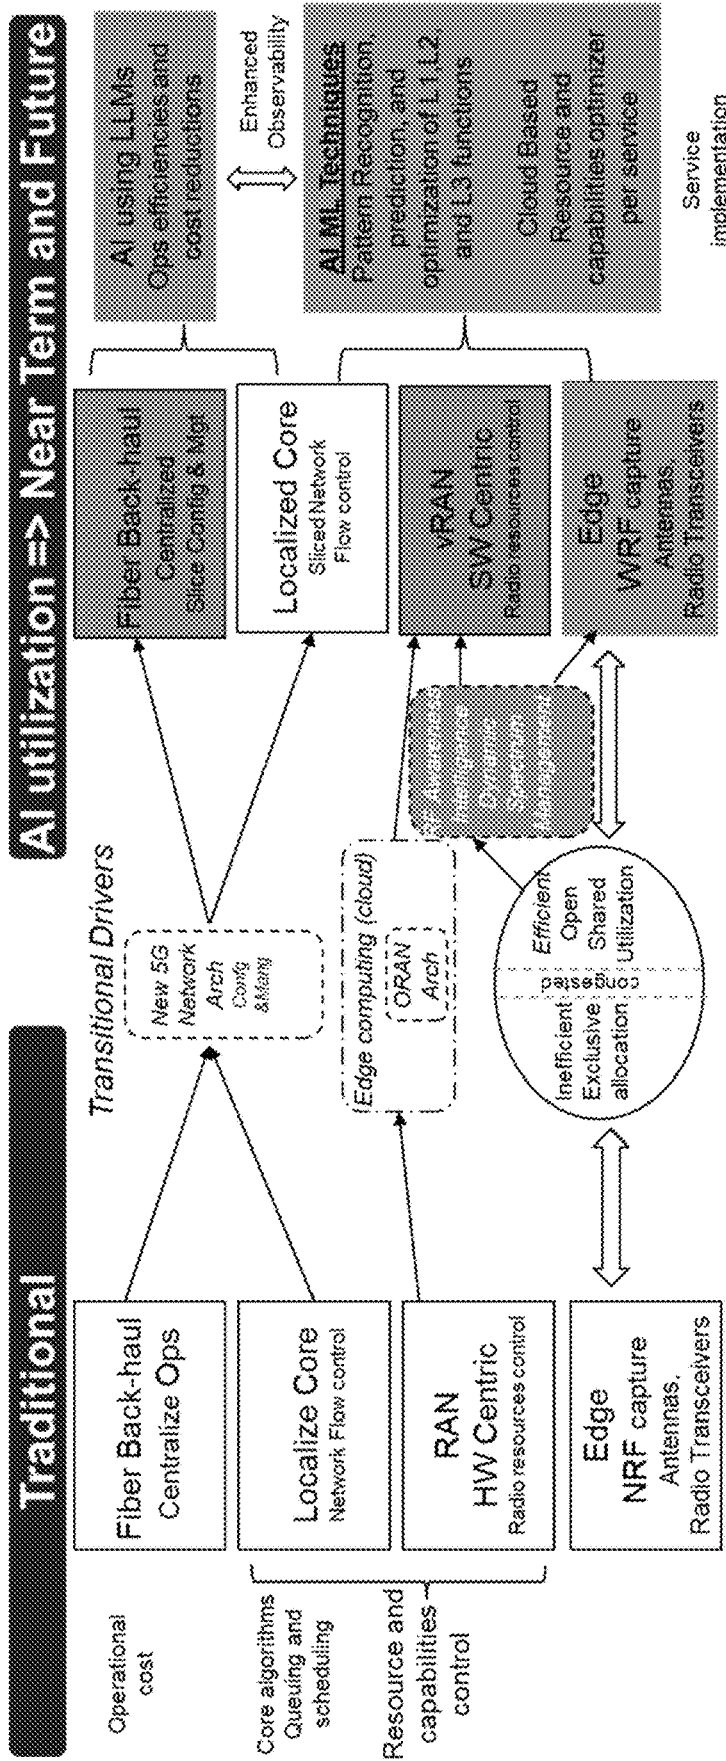 Traditional
AI utilization => Near Term and Future
Operational
cost
Core algorithms
Queuing and
scheduling
Resource and
capabilities
control
Fiber Back-haul
Centralize Ops
Localize Core
Network Flow control
RAN
HW Centric
Radio resources control
Edge
NRF capture
Antennas,
Radio Transceivers
Transitional Drivers
New 5G
Network
Arch
Config
&Mang
Edge computing (cloud)
ORAN
Arch
Inefficient
Exclusive
allocation
congested
Efficient
Open
Shared
Utilization
Awareness
Intelligence
Dynamic
Spectrum
Management
Fiber Back-haul
Centralized
Slice Config & Mgt
Localized Core
Sliced Network
Flow control
vRAN
SW Centric
Radio resources control
Edge
WRF capture
Antennas,
Radio Transceivers
AI using LLMs
Ops efficiencies and
cost reductions
Enhanced
Observability
AI ML Techniques
Pattern Recognition,
prediction, and
optimization of L1,L2,
and L3 functions
Cloud Based
Resource and
capabilities optimizer
per service
Service
implementation